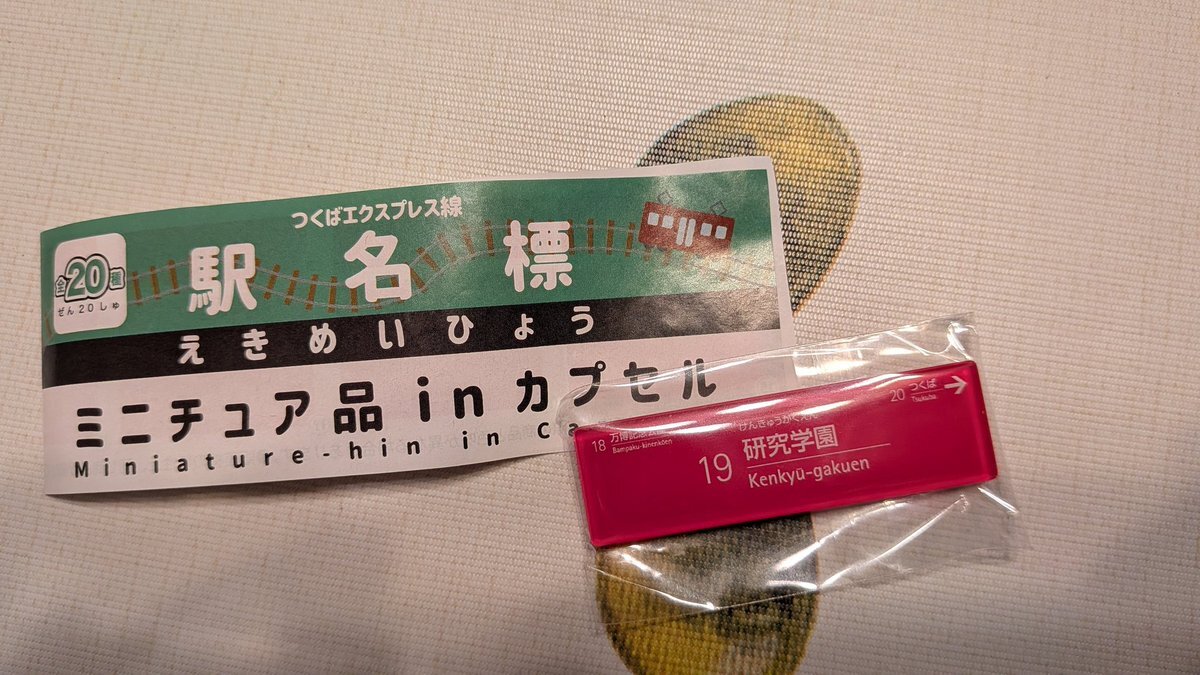 つくばエクスプレス線
全20種
ぜん20しゅ
駅名標
えきめいひょう
ミニチュア品 in カプセル
Miniature-hin in Ca
18 万博記念公園
Bampaku-kinenkōen
20 つくば
Tsukuba
けんきゅうがくえん
19 研究学園
Kenkyū-gakuen